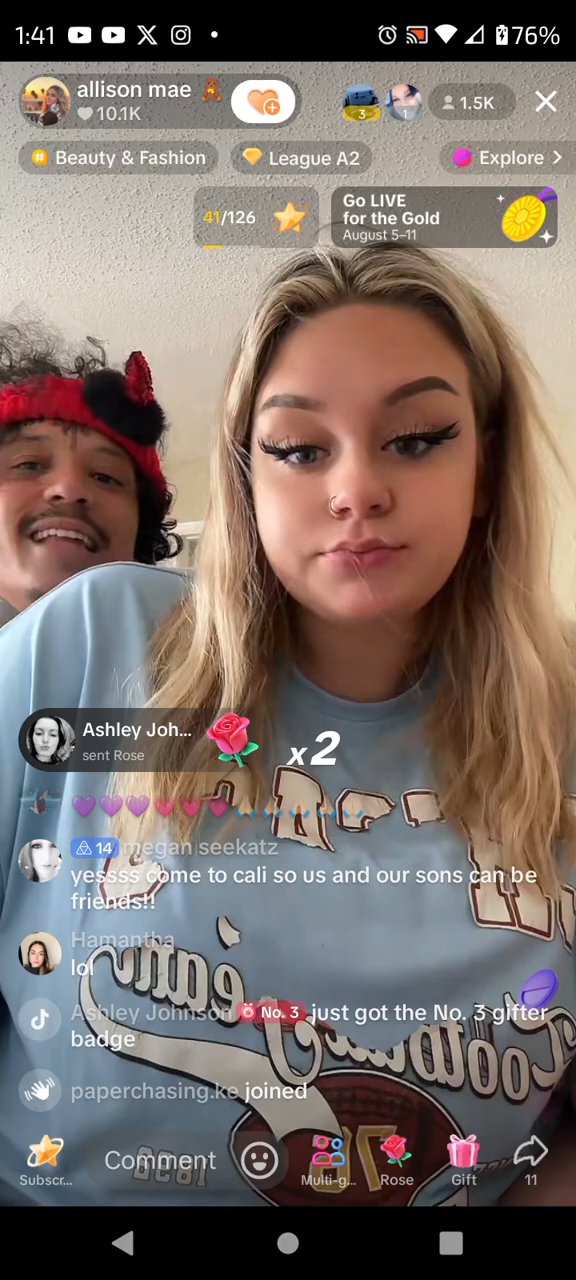 1:41
76%
allison mae
10.1K
3
1
1.5K
Beauty & Fashion
League A2
Explore >
41/126
Go LIVE
for the Gold
August 5–11
Ashley Joh...
sent Rose
x2
14 megan seekatz
yessss come to cali so us and our sons can be
friends!!
Hamantha
lol
Ashley Johnson No. 3 just got the No. 3 gifter
badge
paperchasing.ke joined
Comment
Subscr...
Multi-g...
Rose
Gift
11
Football
76
1896